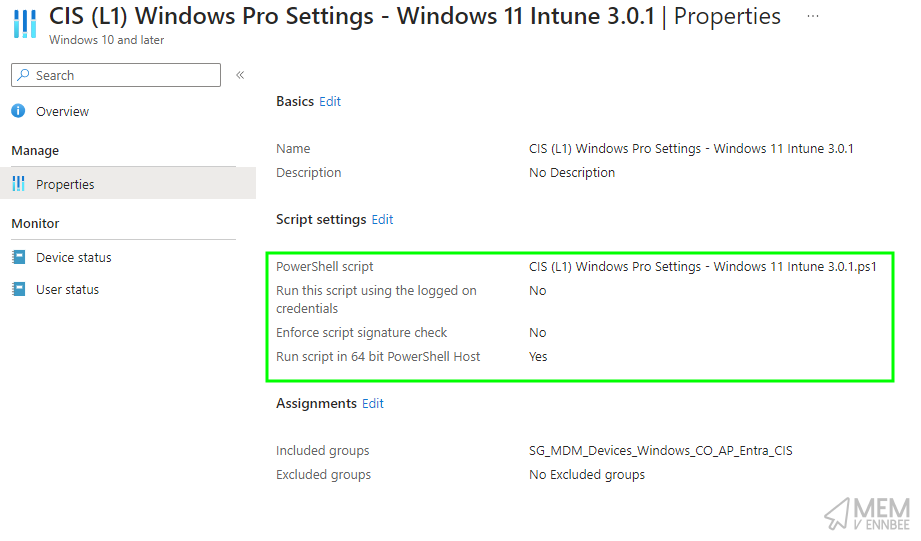 CIS (L1) Windows Pro Settings - Windows 11 Intune 3.0.1 | Properties ...
Windows 10 and later
Search
«
Overview
Manage
Properties
Monitor
Device status
User status
Basics Edit
Name CIS (L1) Windows Pro Settings - Windows 11 Intune 3.0.1
Description No Description
Script settings Edit
PowerShell script CIS (L1) Windows Pro Settings - Windows 11 Intune 3.0.1.ps1
Run this script using the logged on No
credentials
Enforce script signature check No
Run script in 64 bit PowerShell Host Yes
Assignments Edit
Included groups SG_MDM_Devices_Windows_CO_AP_Entra_CIS
Excluded groups No Excluded groups
MEM
V ENNBEE